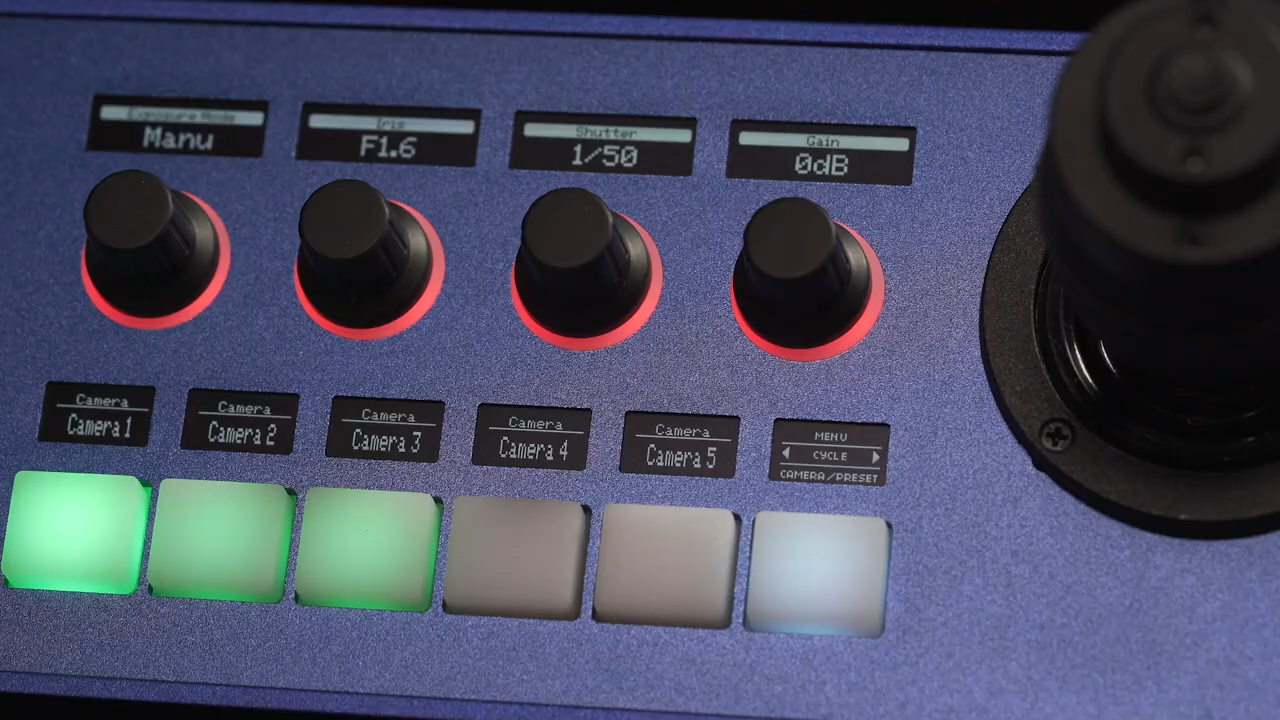 Exposure Mode
Manu
Iris
F1.6
Shutter
1/50
Gain
0dB
Camera
Camera 1
Camera
Camera 2
Camera
Camera 3
Camera
Camera 4
Camera
Camera 5
MENU
CYCLE
CAMERA/PRESET